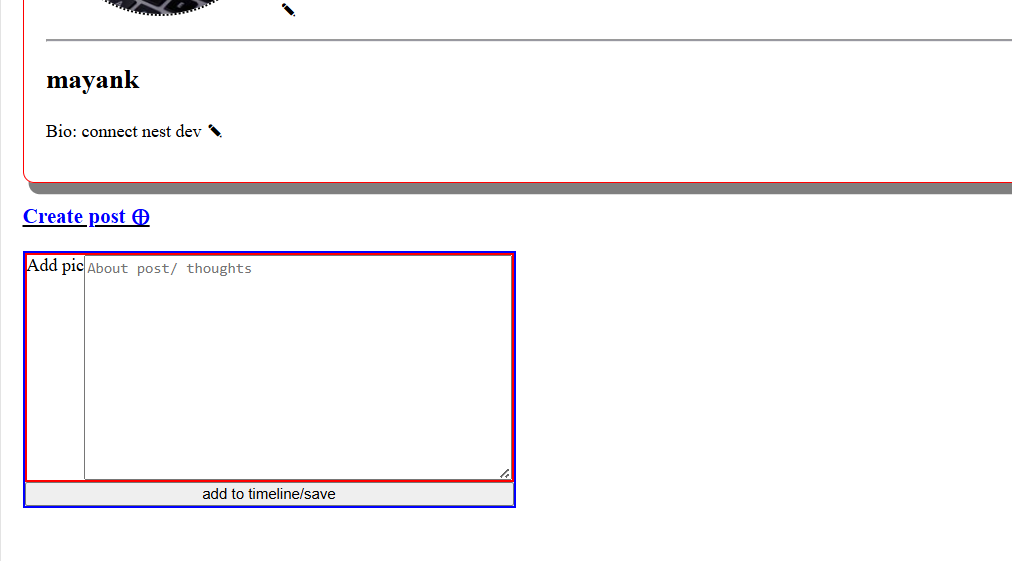 mayank
Bio: connect nest dev
Create post ⨁
Add pic
About post/ thoughts
add to timeline/save